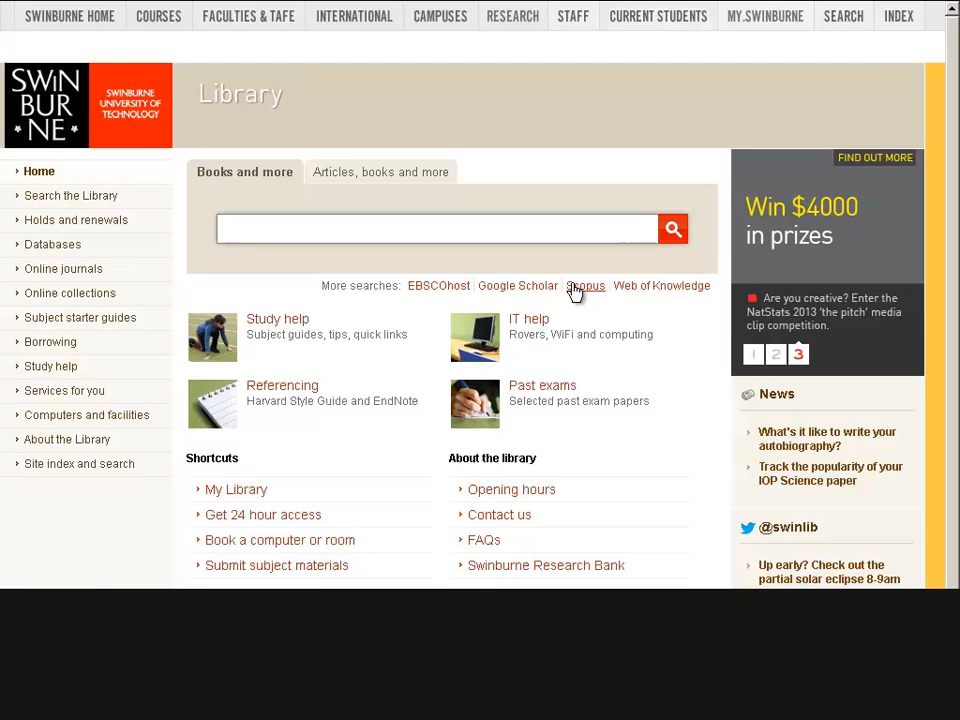 SWINBURNE HOME COURSES FACULTIES & TAFE INTERNATIONAL CAMPUSES RESEARCH STAFF CURRENT STUDENTS MY.SWINBURNE SEARCH INDEX
SWIN
BUR
NE
SWINBURNE
UNIVERSITY OF
TECHNOLOGY
Library
Home
Search the Library
Holds and renewals
Databases
Online journals
Online collections
Subject starter guides
Borrowing
Study help
Services for you
Computers and facilities
About the Library
Site index and search
Books and more Articles, books and more
More searches: EBSCOhost Google Scholar Scopus Web of Knowledge
Study help
Subject guides, tips, quick links
IT help
Rovers, WiFi and computing
Referencing
Harvard Style Guide and EndNote
Past exams
Selected past exam papers
Shortcuts
My Library
Get 24 hour access
Book a computer or room
Submit subject materials
About the library
Opening hours
Contact us
FAQs
Swinburne Research Bank
FIND OUT MORE
Win $4000
in prizes
Are you creative? Enter the
NatStats 2013 'the pitch' media
clip competition.
1 2 3
News
What's it like to write your
autobiography?
Track the popularity of your
IOP Science paper
@swinlib
Up early? Check out the
partial solar eclipse 8-9am